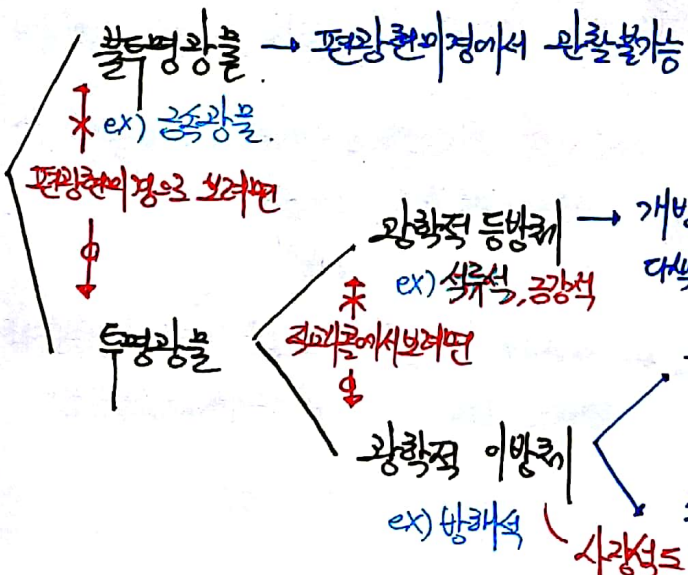 불투명광물 → 편광현미경에서 관찰불가능
ex) 금속광물.
편광현미경으로 보려면
광학적 등방체 → 개방
ex) 석류석, 금강석
다색
투명광물
직교니콜에서보려면
광학적 이방체
ex) 방해석
사장석도